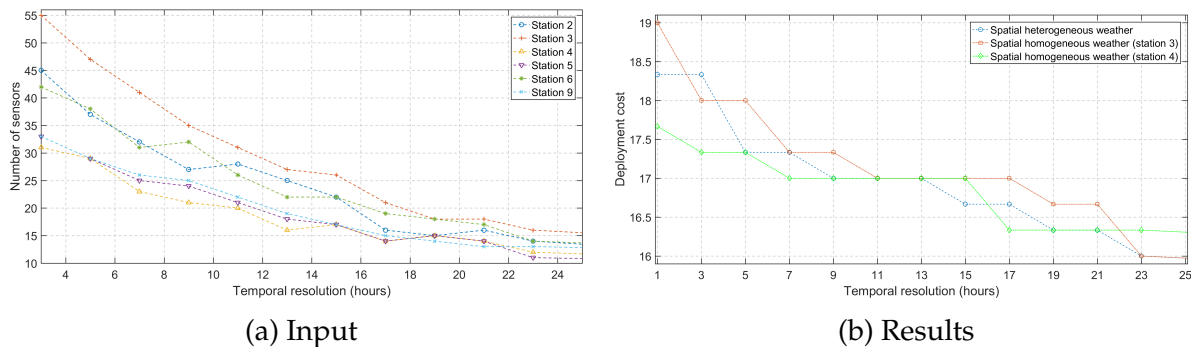 Number of sensors
55
50
45
40
35
30
25
20
15
10
4
6
8
10
12
14
16
18
20
22
24
Temporal resolution (hours)
Station 2
Station 3
Station 4
Station 5
Station 6
Station 9
(a) Input
Deployment cost
19
18.5
18
17.5
17
16.5
16
1
3
5
7
9
11
13
15
17
19
21
23
25
Temporal resolution (hours)
Spatial heterogeneous weather
Spatial homogeneous weather (station 3)
Spatial homogeneous weather (station 4)
(b) Results